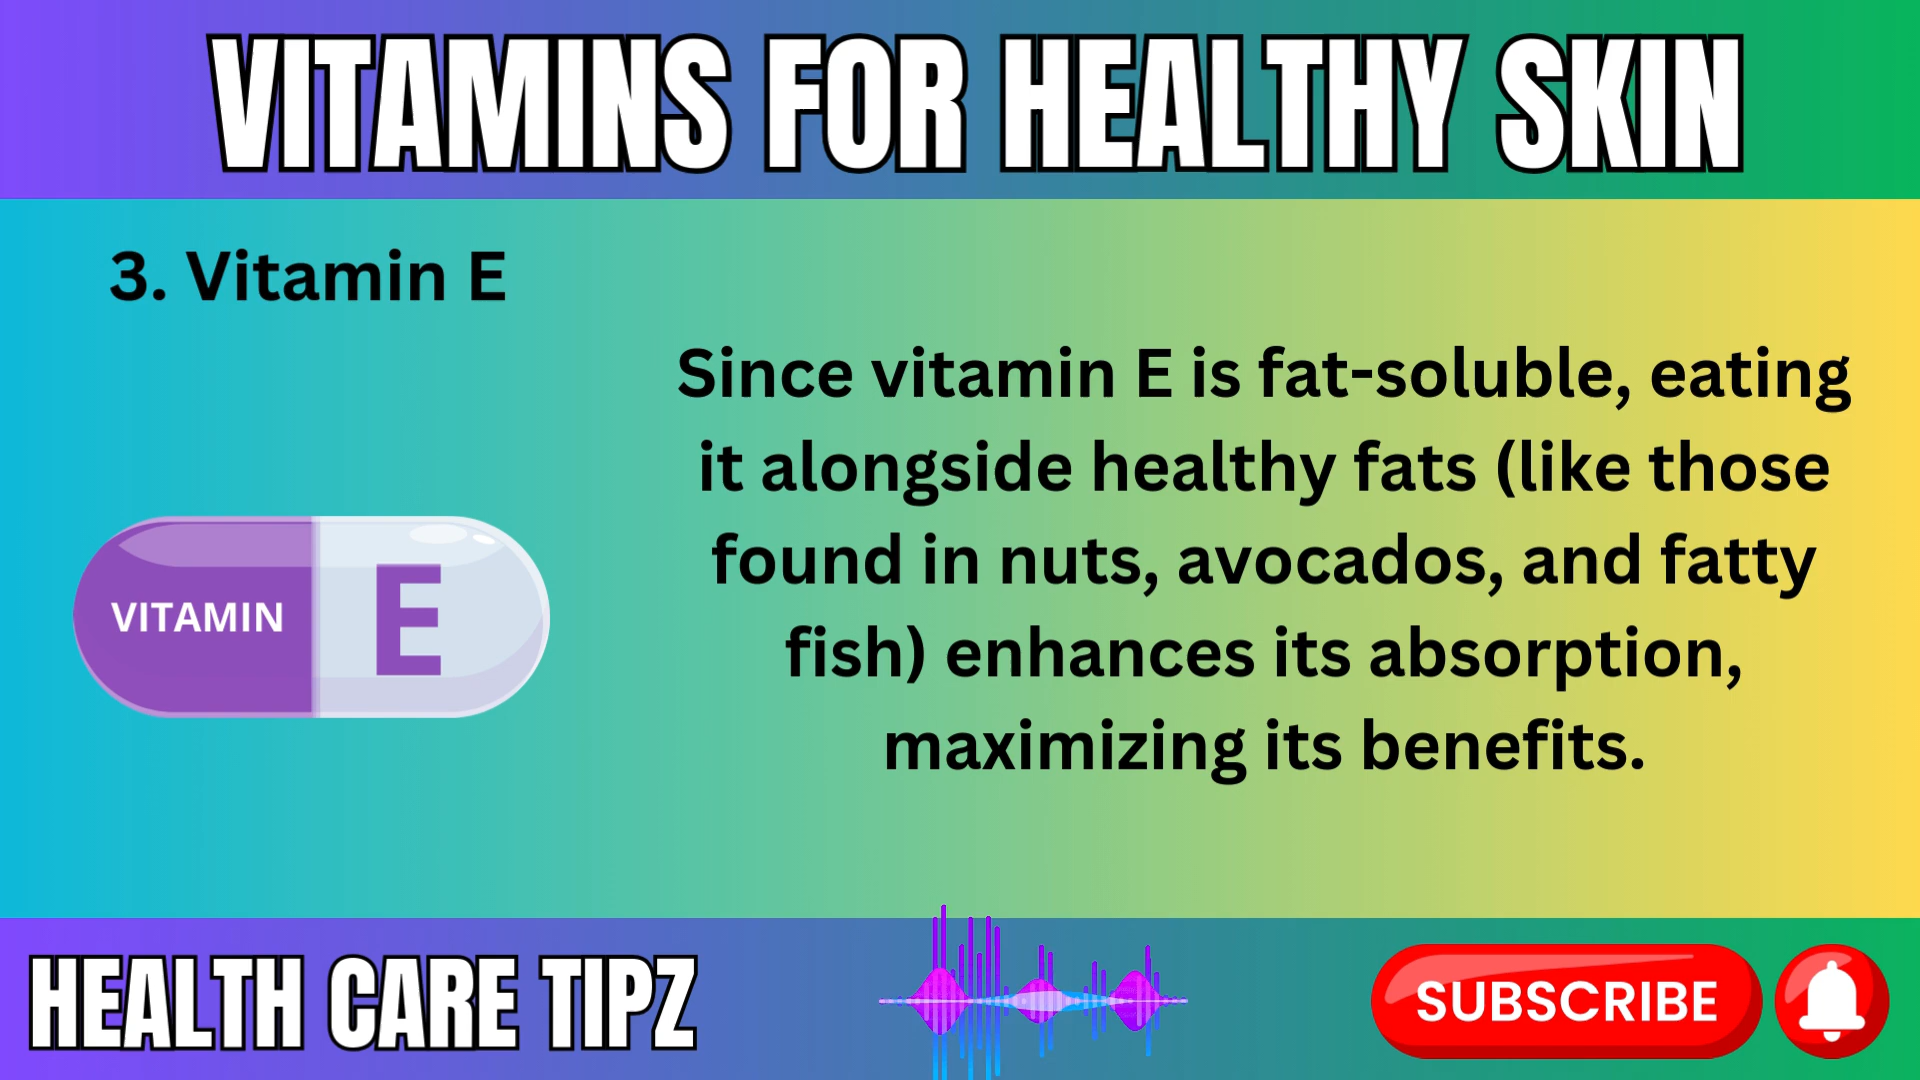 VITAMINS FOR HEALTHY SKIN
3. Vitamin E
Since vitamin E is fat-soluble, eating
it alongside healthy fats (like those
found in nuts, avocados, and fatty
fish) enhances its absorption,
maximizing its benefits.
VITAMIN E
HEALTH CARE TIPZ
SUBSCRIBE